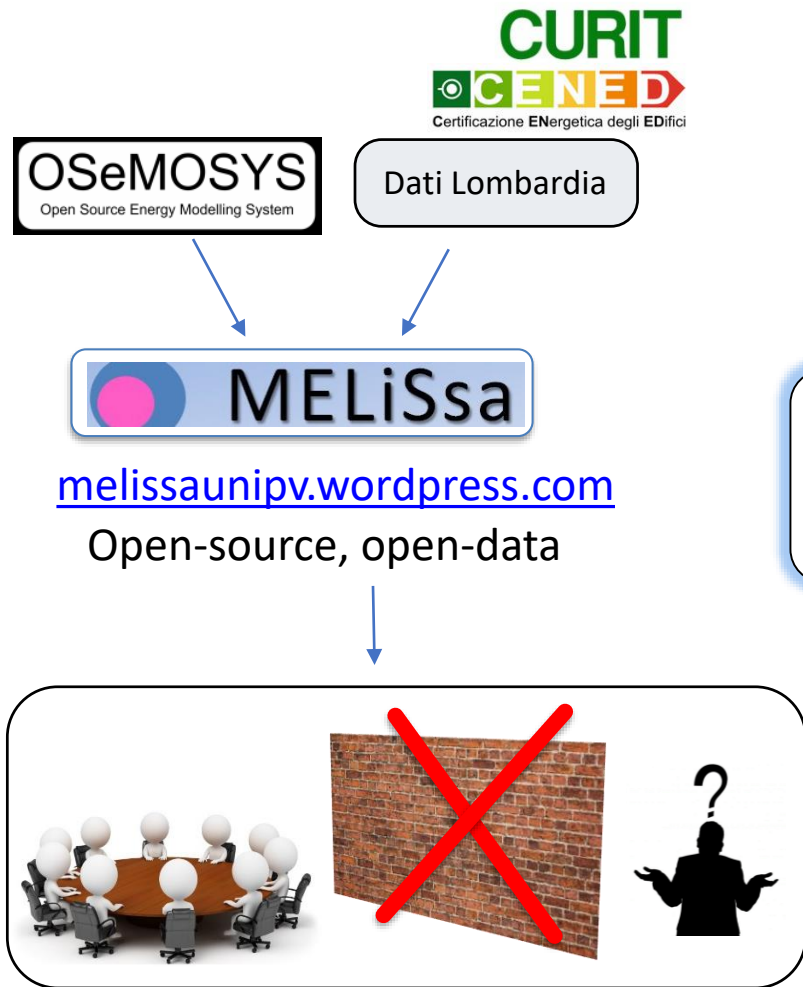 CURIT
CENED
Certificazione ENergetica degli EDifici
OSeMOSYS
Open Source Energy Modelling System
Dati Lombardia
MELiSsa
melissaunipv.wordpress.com
Open-source, open-data
?